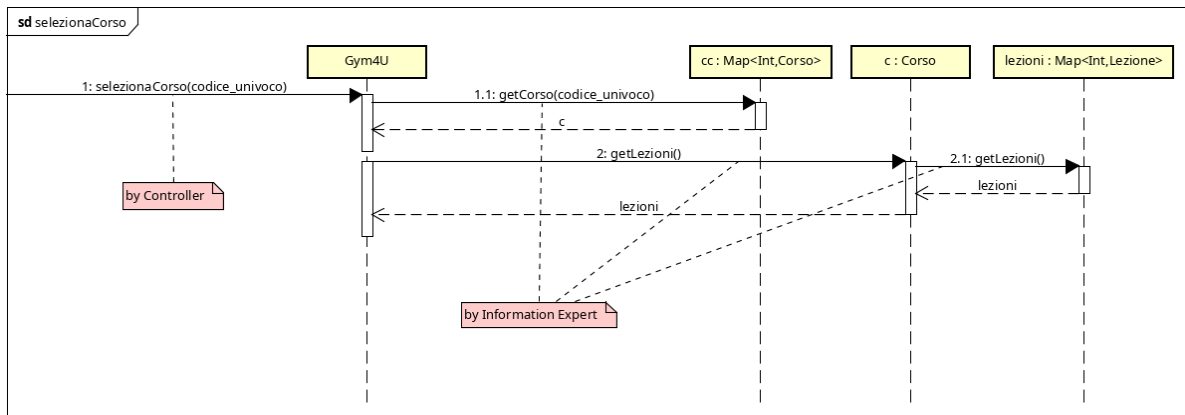 sd selezionaCorso
Gym4U
cc : Map<Int,Corso>
c : Corso
lezioni : Map<Int,Lezione>
1: selezionaCorso(codice_univoco)
1.1: getCorso(codice_univoco)
c
2: getLezioni()
2.1: getLezioni()
lezioni
by Controller
lezioni
by Information Expert